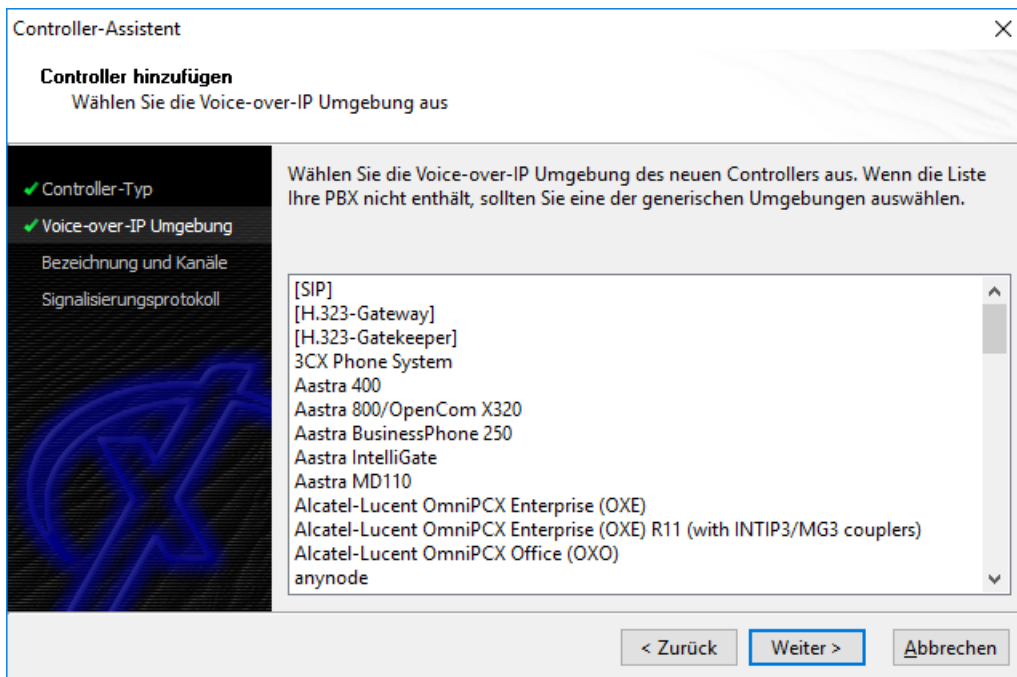 Controller-Assistent
Controller hinzufügen
Wählen Sie die Voice-over-IP Umgebung aus
Controller-Typ
Voice-over-IP Umgebung
Bezeichnung und Kanäle
Signalisierungsprotokoll
Wählen Sie die Voice-over-IP Umgebung des neuen Controllers aus. Wenn die Liste
Ihre PBX nicht enthält, sollten Sie eine der generischen Umgebungen auswählen.
[SIP]
[H.323-Gateway]
[H.323-Gatekeeper]
3CX Phone System
Aastra 400
Aastra 800/OpenCom X320
Aastra BusinessPhone 250
Aastra IntelliGate
Aastra MD110
Alcatel-Lucent OmniPCX Enterprise (OXE)
Alcatel-Lucent OmniPCX Enterprise (OXE) R11 (with INTIP3/MG3 couplers)
Alcatel-Lucent OmniPCX Office (OXO)
anynode
< Zurück
Weiter >
Abbrechen